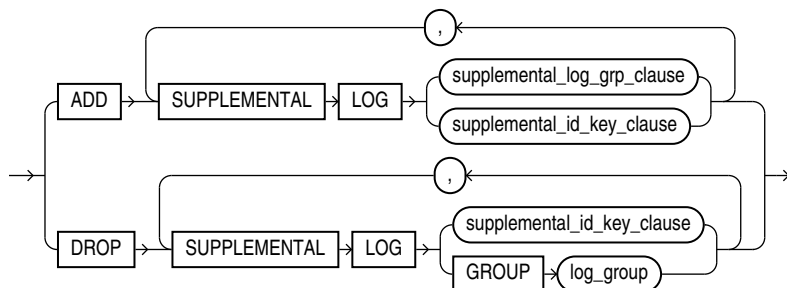 ,
supplemental_log_grp_clause
ADD SUPPLEMENTAL LOG
supplemental_id_key_clause
,
supplemental_id_key_clause
DROP SUPPLEMENTAL LOG
GROUP log_group